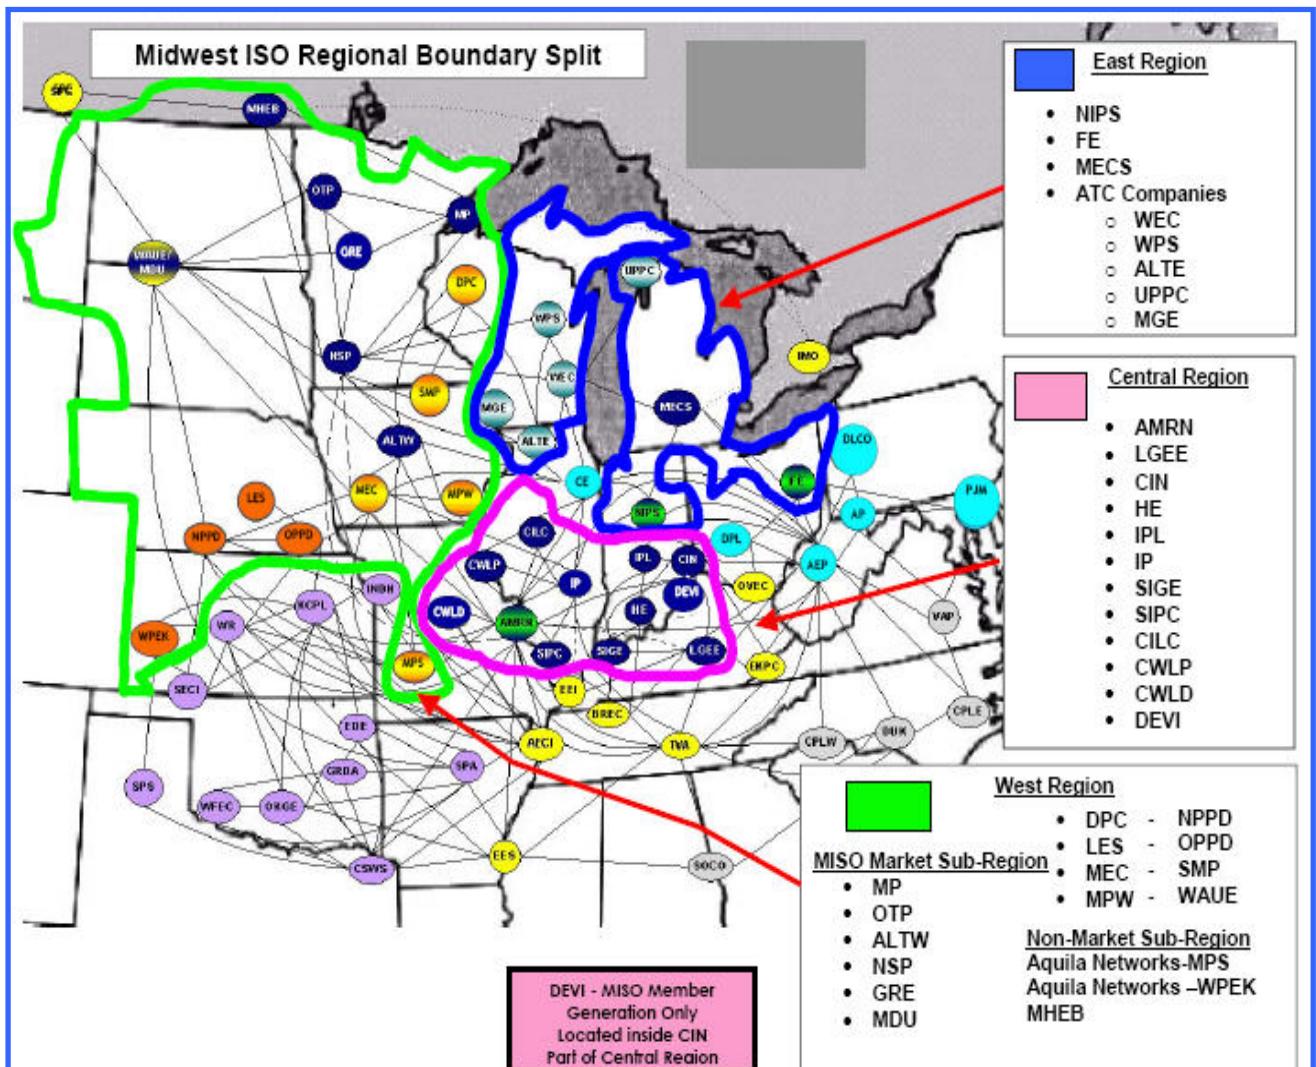 Midwest ISO Regional Boundary Split
East Region
• NIPS
• FE
• MECS
• ATC Companies
o WEC
o WPS
o ALTE
o UPPC
o MGE
Central Region
• AMRN
• LGEE
• CIN
• HE
• IPL
• IP
• SIGE
• SIPC
• CILC
• CWLP
• CWLD
• DEVI
West Region
• DPC - NPPD
• LES - OPPD
• MEC - SMP
• MPW - WAUE
MISO Market Sub-Region
• MP
• OTP
• ALTW
• NSP
• GRE
• MDU
Non-Market Sub-Region
Aquila Networks-MPS
Aquila Networks –WPEK
MHEB
DEVI - MISO Member
Generation Only
Located inside CIN
Part of Central Region
MHEB
OTP
MP
GRE
WAUE/
MDU
DPC
UPPC
WPS
NSP
IMO
WEC
SMP
MECS
MGE
ALTW
ALTE
DLCO
CE
FE
MEC
MPW
LES
PJM
NIPS
AP
NPPD
OPPD
CILC
DPL
CWLP
IPL
CIN
AEP
IP
OVEC
INDN
DEVI
KCPL
CWLD
HE
VAP
WR
AMRN
WPEK
SIPC
SIGE
LGEE
MPS
EKPC
SECI
EEI
BREC
CPLE
EDE
AECI
TVA
CPLW
DUK
GRDA
SPA
SPS
WFEC
OKGE
EES
CSWS
SOCO